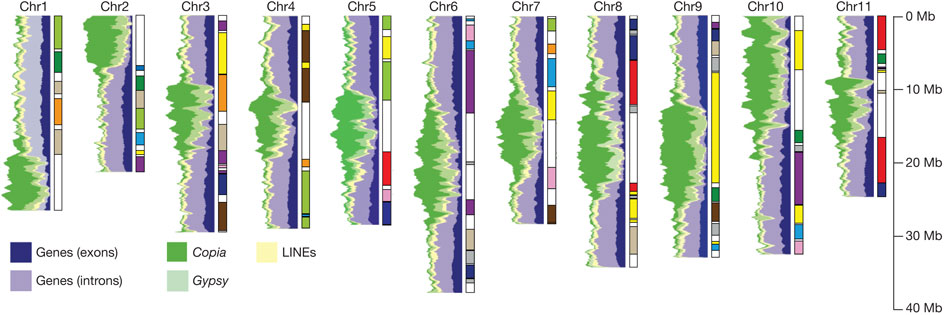 Chr1 Chr2 Chr3 Chr4 Chr5 Chr6 Chr7 Chr8 Chr9 Chr10 Chr11
0 Mb
10 Mb
20 Mb
30 Mb
40 Mb
Genes (exons) Copia LINEs
Genes (introns) Gypsy